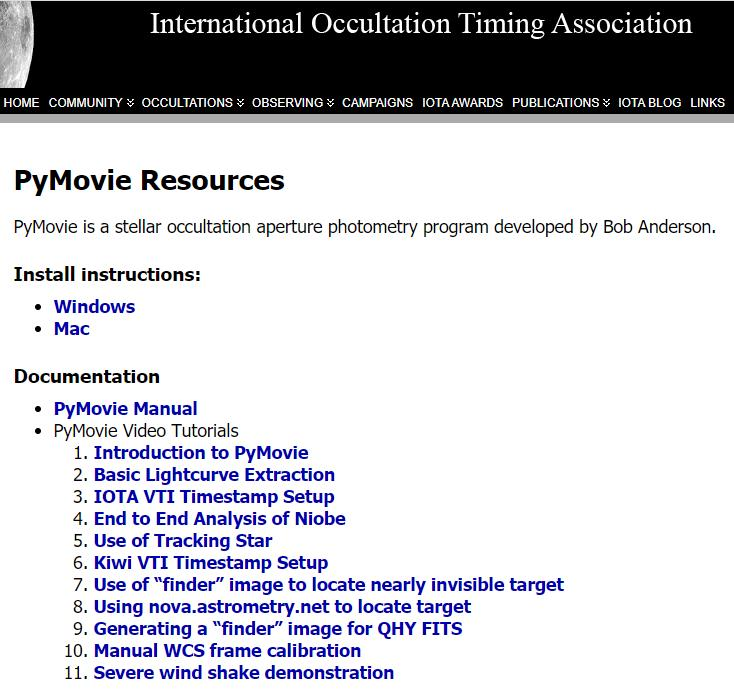 International Occultation Timing Association
HOME COMMUNITY OCCULTATIONS OBSERVING CAMPAIGNS IOTA AWARDS PUBLICATIONS IOTA BLOG LINKS
PyMovie Resources
PyMovie is a stellar occultation aperture photometry program developed by Bob Anderson.
Install instructions:
• Windows
• Mac
Documentation
• PyMovie Manual
• PyMovie Video Tutorials
1. Introduction to PyMovie
2. Basic Lightcurve Extraction
3. IOTA VTI Timestamp Setup
4. End to End Analysis of Niobe
5. Use of Tracking Star
6. Kiwi VTI Timestamp Setup
7. Use of “finder” image to locate nearly invisible target
8. Using nova.astrometry.net to locate target
9. Generating a “finder” image for QHY FITS
10. Manual WCS frame calibration
11. Severe wind shake demonstration